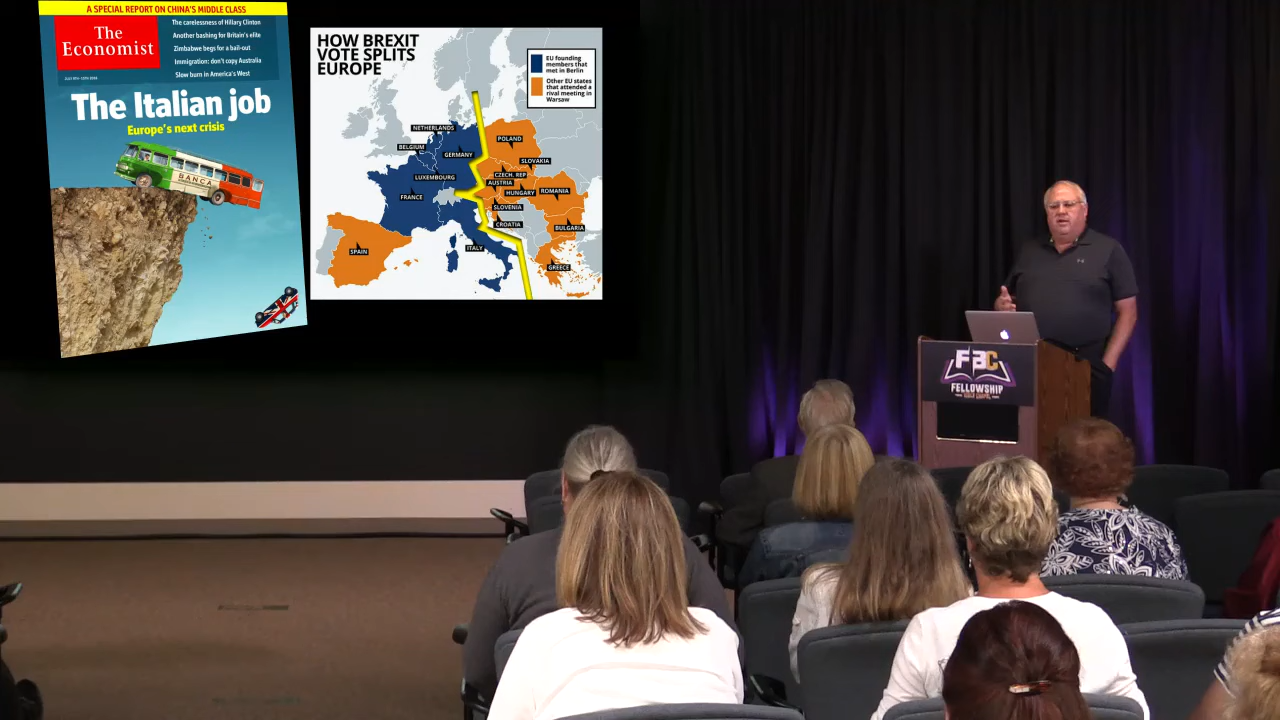 A SPECIAL REPORT ON CHINA'S MIDDLE CLASS
The
Economist
The carelessness of Hillary Clinton
Another bashing for Britain's elite
Zimbabwe begs for a bail-out
Immigration: don't copy Australia
Slow burn in America's West
The Italian job
Europe's next crisis
BANCA
HOW BREXIT
VOTE SPLITS
EUROPE
EU founding
members that
met in Berlin
Other EU states
that attended a
rival meeting in
Warsaw
NETHERLANDS
BELGIUM
GERMANY
LUXEMBOURG
FRANCE
SPAIN
ITALY
POLAND
SLOVAKIA
CZECH, REP
AUSTRIA
HUNGARY
ROMANIA
SLOVENIA
CROATIA
BULGARIA
GREECE
FBC
FELLOWSHIP